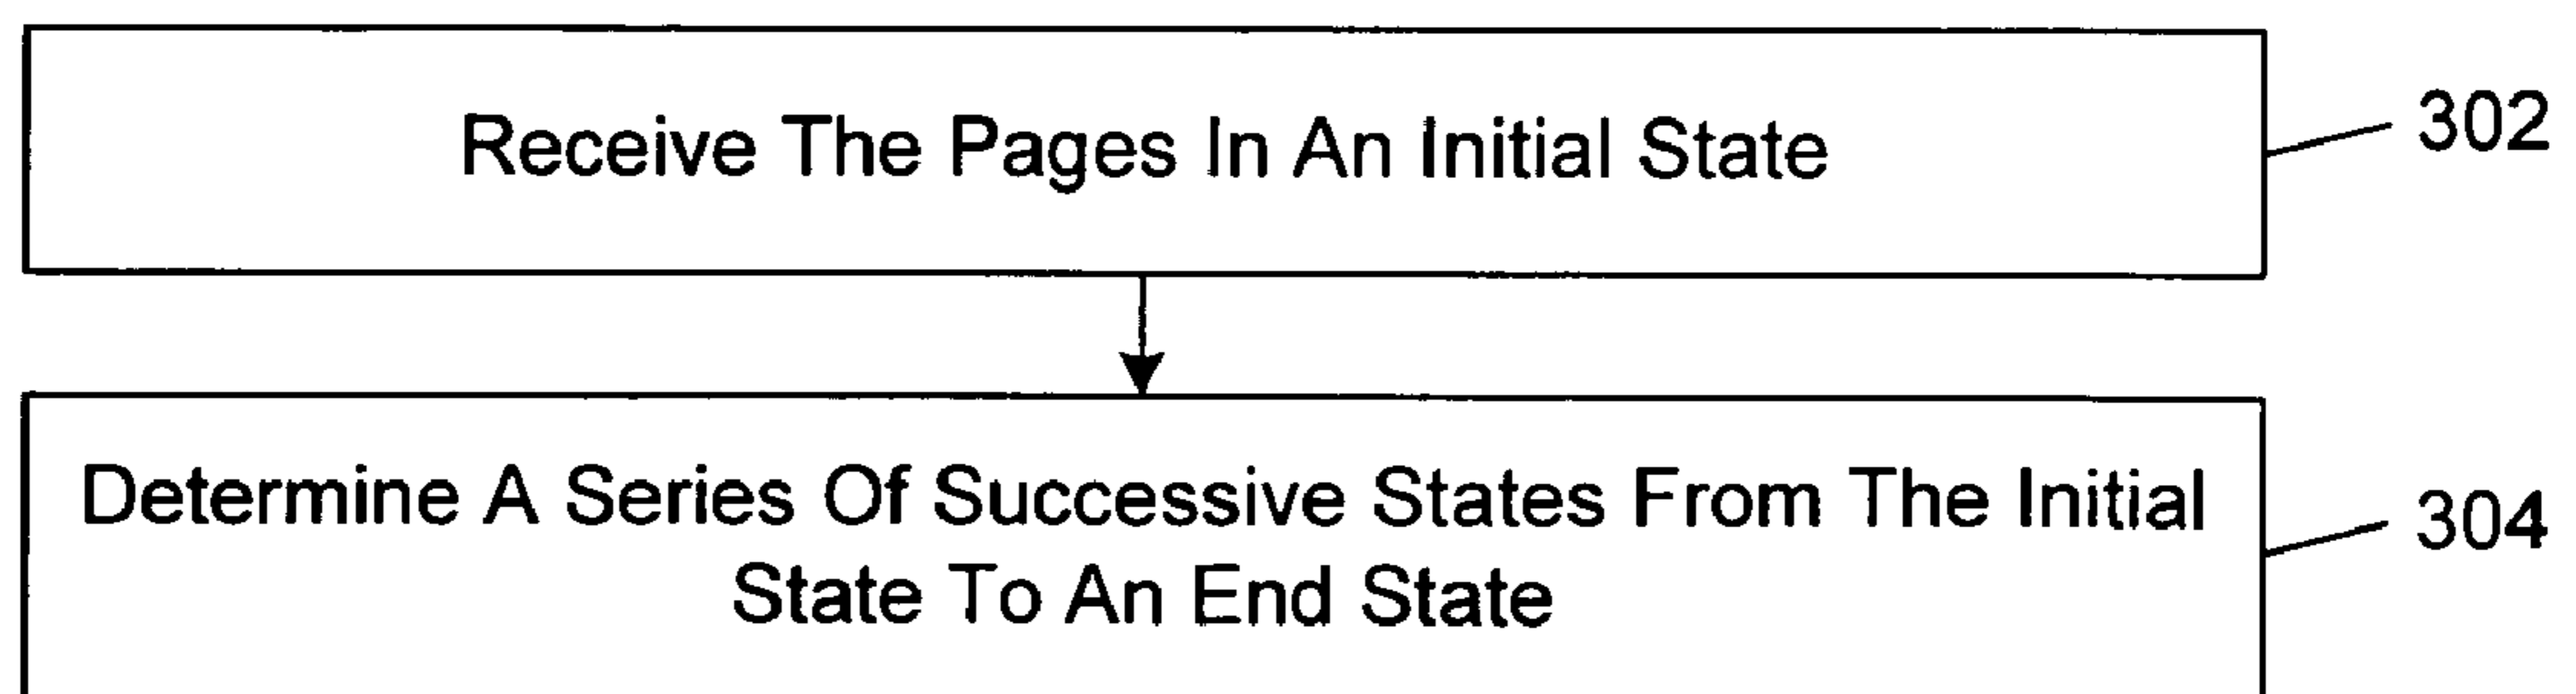 Receive The Pages In An Initial State
302
Determine A Series Of Successive States From The Initial
State To An End State
304